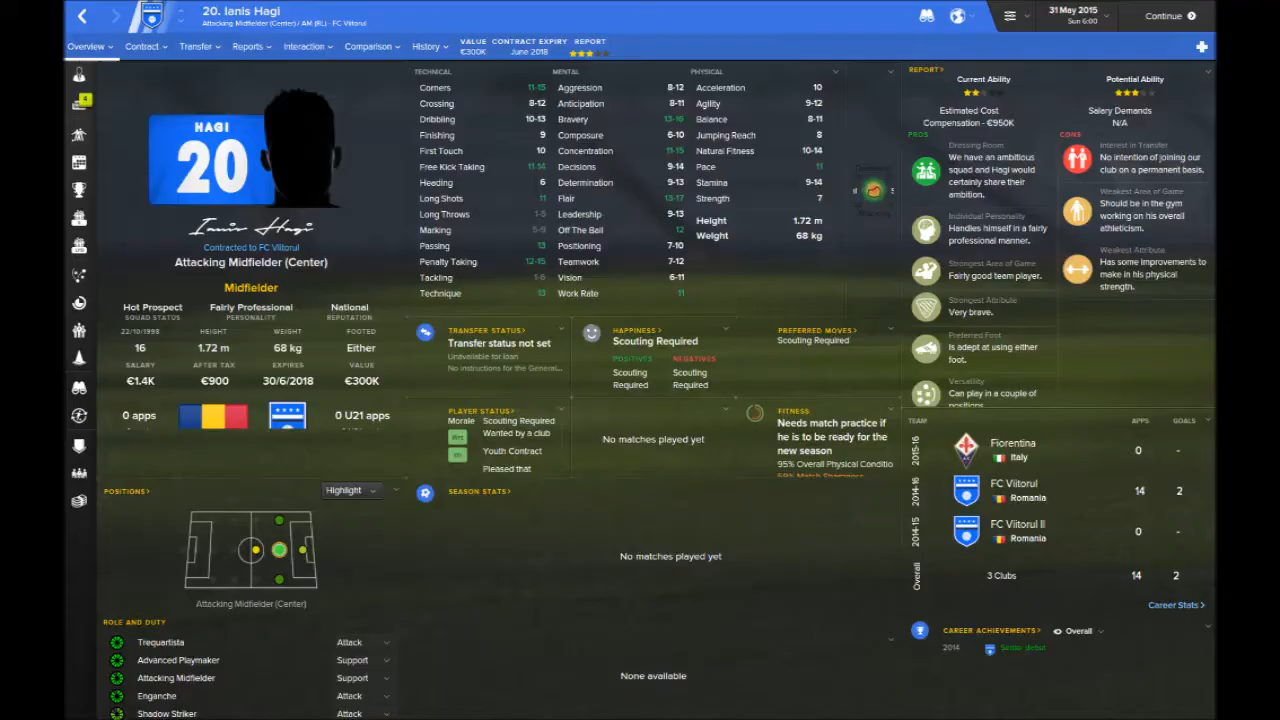 20. Ianis Hagi
Attacking Midfielder (Center) / AM (RL) - FC Viitorul
31 May 2015
Sun 6:00
Continue
Overview
Contract
Transfer
Reports
Interaction
Comparison
History
VALUE
€300K
CONTRACT EXPIRY
June 2018
REPORT
4
HAGI
20
Ianis Hagi
Contracted to FC Viitorul
Attacking Midfielder (Center)
Midfielder
Hot Prospect
SQUAD STATUS
Fairly Professional
PERSONALITY
National
REPUTATION
22/10/1998
16
HEIGHT
1.72 m
WEIGHT
68 kg
FOOTED
Either
SALARY
€1.4K
AFTER TAX
€900
EXPIRES
30/6/2018
VALUE
€300K
0 apps
0 U21 apps
POSITIONS>
Highlight
Attacking Midfielder (Center)
ROLE AND DUTY
Trequartista Attack
Advanced Playmaker Support
Attacking Midfielder Support
Enganche Attack
Shadow Striker Attack
TECHNICAL
Corners 11-15
Crossing 8-12
Dribbling 10-13
Finishing 9
First Touch 10
Free Kick Taking 11-14
Heading 6
Long Shots 11
Long Throws 1-5
Marking
Passing 13
Penalty Taking 12-15
Tackling 1-6
Technique 13
MENTAL
Aggression 8-12
Anticipation 8-11
Bravery 13-16
Composure 6-10
Concentration 11-15
Decisions 9-14
Determination 9-13
Flair 13-17
Leadership 9-13
Off The Ball 12
Positioning 7-10
Teamwork 7-12
Vision 6-11
Work Rate 11
PHYSICAL
Acceleration 10
Agility 9-12
Balance 8-11
Jumping Reach 8
Natural Fitness 10-14
Pace 11
Stamina 9-14
Strength 7
Height 1.72 m
Weight 68 kg
TRANSFER STATUS>
Transfer status not set
Unavailable for loan
No instructions for the General...
HAPPINESS>
Scouting Required
POSITIVES
Scouting
Required
NEGATIVES
Scouting
Required
PREFERRED MOVES>
Scouting Required
PLAYER STATUS>
Morale Scouting Required
Wnt Wanted by a club
Yth Youth Contract
Pleased that
No matches played yet
FITNESS>
Needs match practice if
he is to be ready for the
new season
95% Overall Physical Conditio
SEASON STATS>
No matches played yet
None available
REPORT>
Current Ability
Potential Ability
Estimated Cost
Compensation - €950K
Salary Demands
N/A
PROS
Dressing Room
We have an ambitious
squad and Hagi would
certainly share their
ambition.
Individual Personality
Handles himself in a fairly
professional manner.
Strongest Area of Game
Fairly good team player.
Strongest Attribute
Very brave.
Preferred Foot
Is adept at using either
foot.
Versatility
Can play in a couple of
positions.
CONS
Interest in Transfer
No intention of joining our
club on a permanent basis.
Weakest Area of Game
Should be in the gym
working on his overall
athleticism.
Weakest Attribute
Has some improvements to
make in his physical
strength.
TEAM APPS GOALS
2015-16
Fiorentina 0 -
Italy
2014-16
FC Viitorul 14 2
Romania
2014-15
FC Viitorul II 0 -
Romania
Overall
3 Clubs 14 2
Career Stats >
CAREER ACHIEVEMENTS>
Overall
2014 Senior debut